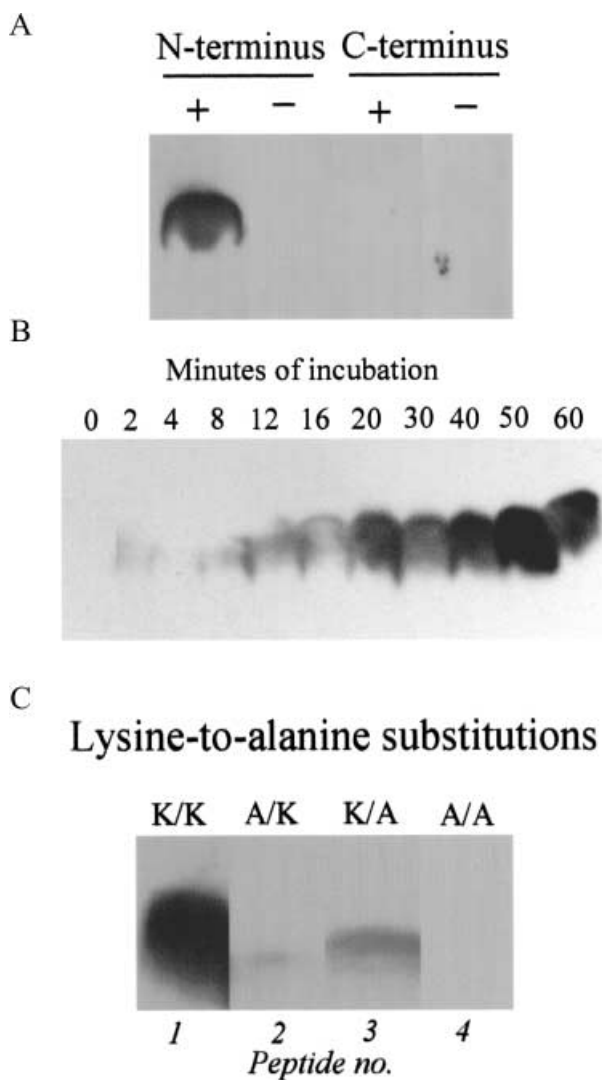 A
N-terminus C-terminus
+ − + −
B
Minutes of incubation
0 2 4 8 12 16 20 30 40 50 60
C
Lysine-to-alanine substitutions
K/K A/K K/A A/A
1 2 3 4
Peptide no.